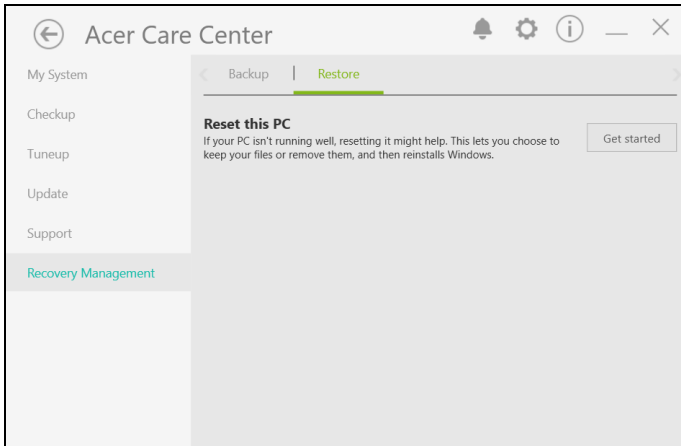 Acer Care Center
My System
Checkup
Tuneup
Update
Support
Recovery Management
Backup | Restore
Reset this PC
If your PC isn't running well, resetting it might help. This lets you choose to
keep your files or remove them, and then reinstalls Windows.
Get started